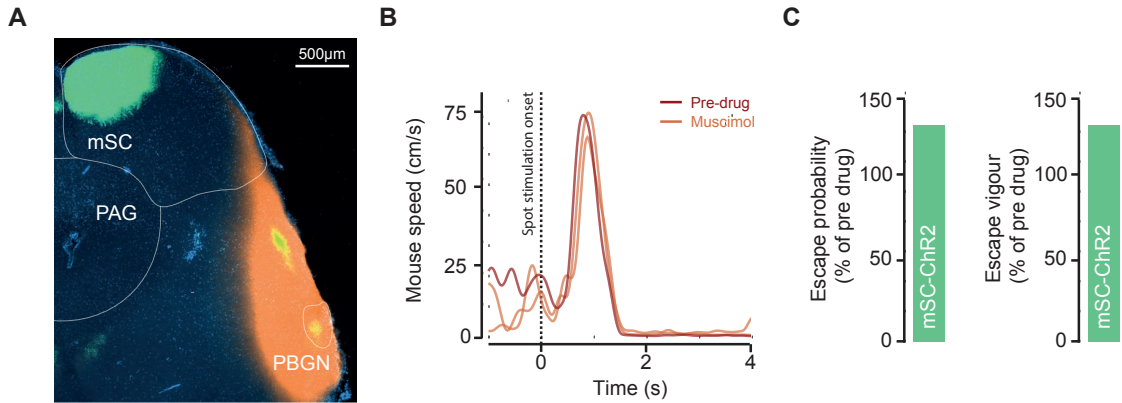 A
500µm
mSC
PAG
PBGN
B
Mouse speed (cm/s)
75
50
25
0
Spot stimulation onset
Pre-drug
Musoimol
0
2
4
Time (s)
C
Escape probability
(% of pre drug)
150
100
50
0
mSC-ChR2
Escape vigour
(% of pre drug)
150
100
50
0
mSC-ChR2